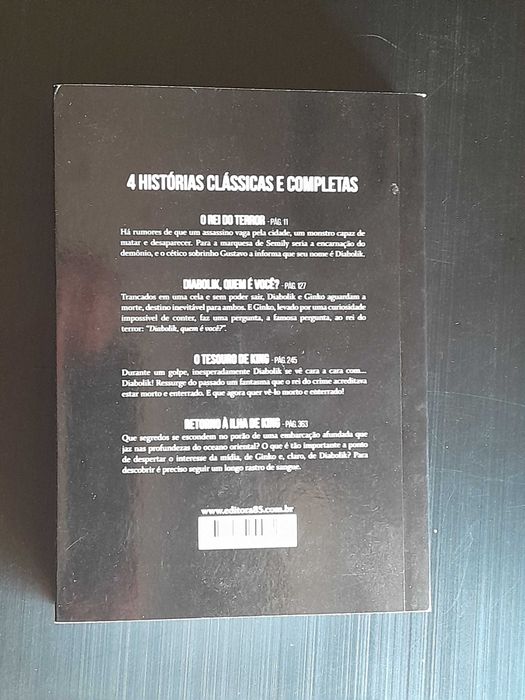 4 HISTÓRIAS CLÁSSICAS E COMPLETAS
O REI DO TERROR - PÁG. 11
Há rumores de que um assassino vaga pela cidade, um monstro capaz de
matar e desaparecer. Para a marquesa de Semily seria a encarnação do
demônio, e o cético sobrinho Gustavo a informa que seu nome é Diabolik.
DIABOLIK, QUEM É VOCÊ? - PÁG. 127
Trancados em uma cela e sem poder sair, Diabolik e Ginko aguardam a
morte, destino inevitável para ambos. E Ginko, levado por uma curiosidade
impossível de conter, faz uma pergunta, a famosa pergunta, ao rei do
terror: "Diabolik, quem é você?".
O TESOURO DE KING - PÁG. 245
Durante um golpe, inesperadamente Diabolik se vê cara a cara com...
Diabolik! Ressurge do passado um fantasma que o rei do crime acreditava
estar morto e enterrado. E que agora quer vê-lo morto e enterrado!
RETORNO À ILHA DE KING - PÁG. 363
Que segredos se escondem no porão de uma embarcação afundada que
jaz nas profundezas do oceano oriental? O que é tão importante a ponto
de despertar o interesse da mídia, de Ginko e, claro, de Diabolik? Para
descobrir é preciso seguir um longo rastro de sangue.
www.editora85.com.br